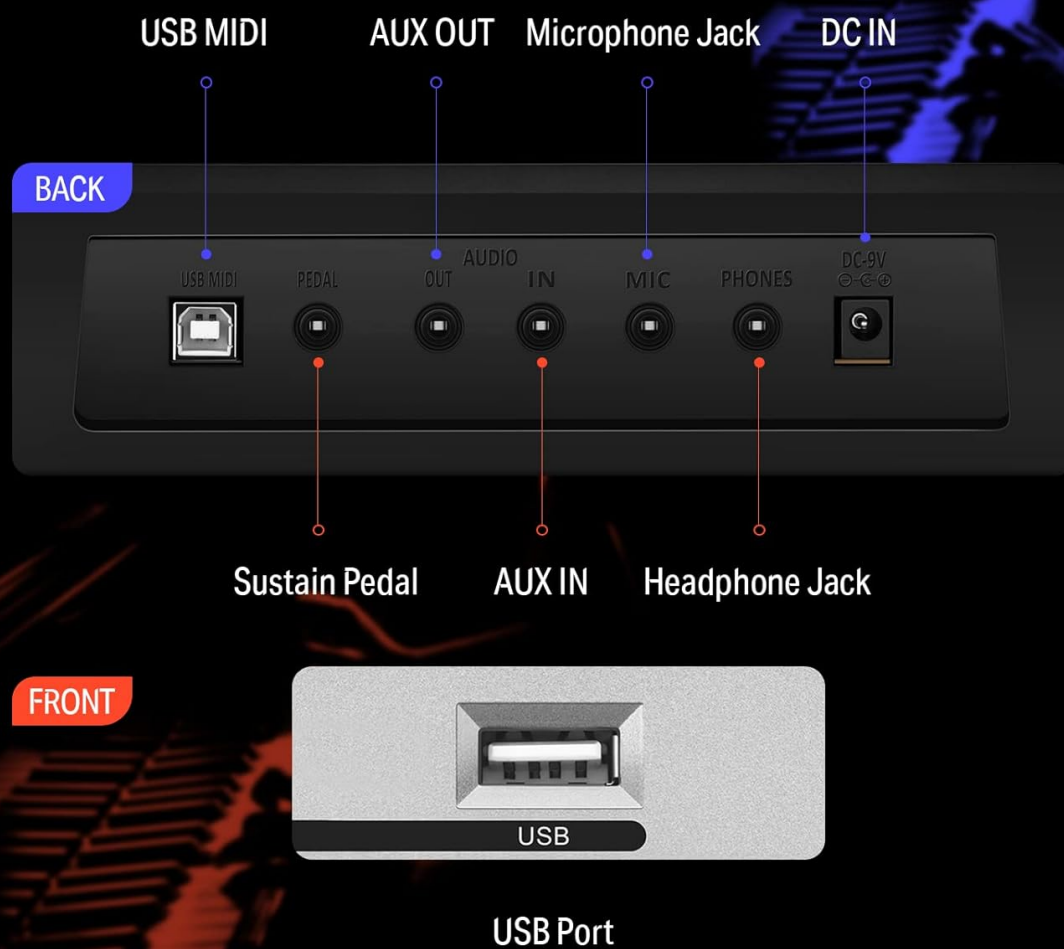 USB MIDI AUX OUT Microphone Jack DC IN
BACK
AUDIO
USB MIDI PEDAL OUT IN MIC PHONES DC-9V
Sustain Pedal AUX IN Headphone Jack
FRONT
USB
USB Port